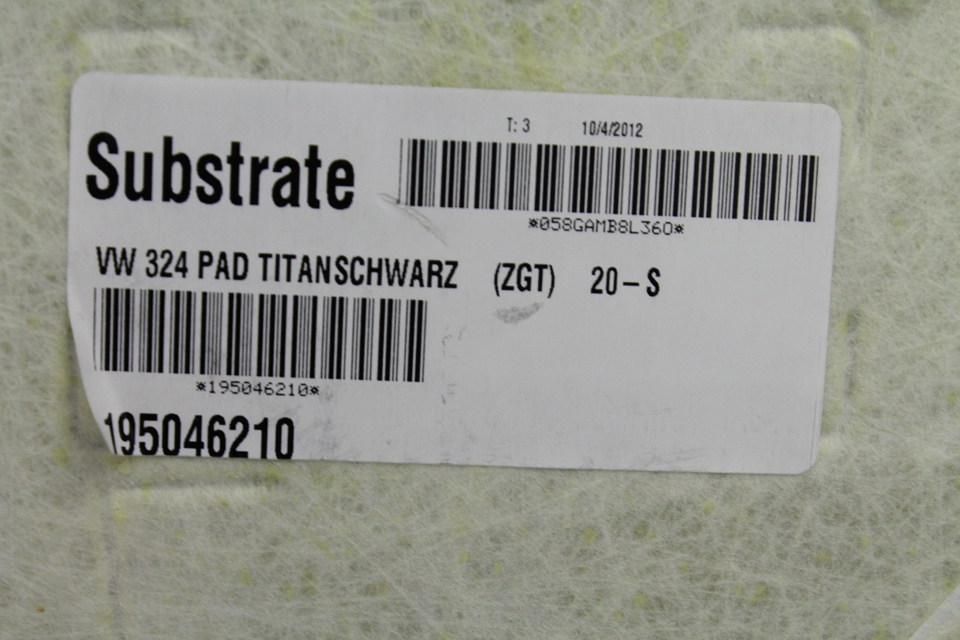 T: 3 10/4/2012
Substrate
*058GAMB8L360*
VW 324 PAD TITANSCHWARZ (ZGT) 20-S
*195046210*
195046210